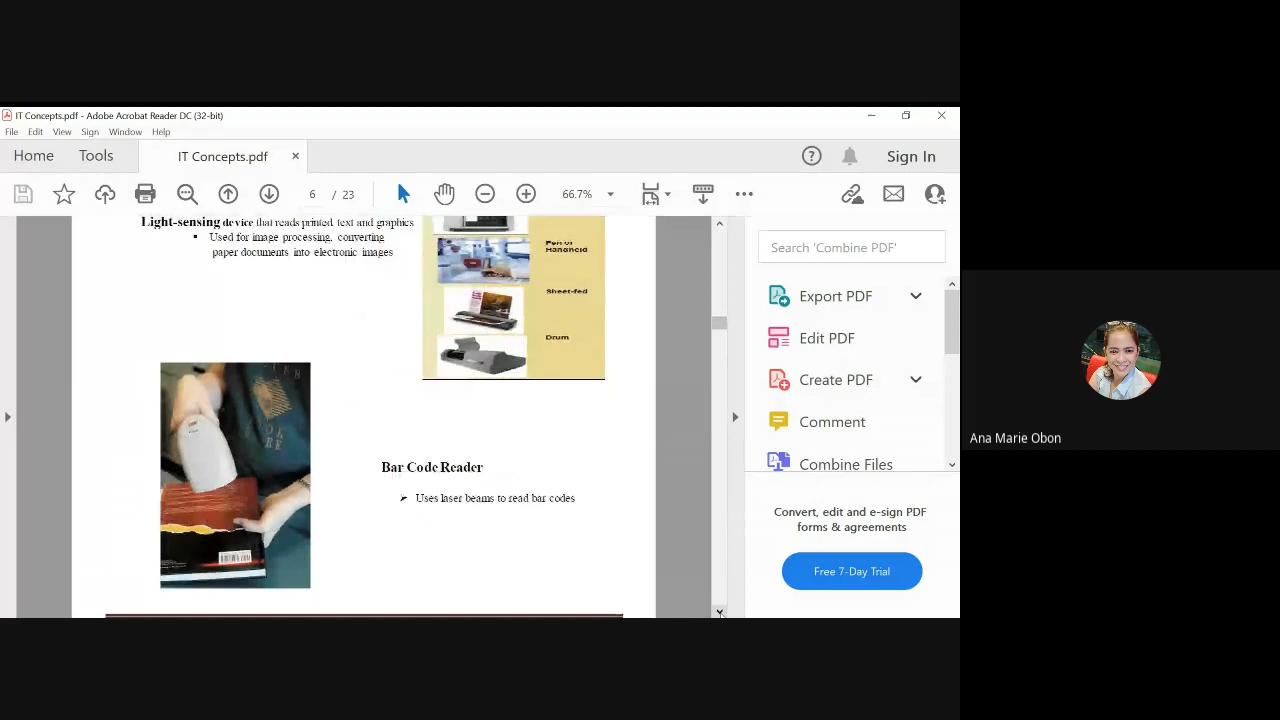 IT Concepts.pdf - Adobe Acrobat Reader DC (32-bit)
File Edit View Sign Window Help
Home Tools IT Concepts.pdf × Sign In
6 / 23 66.7%
Light-sensing device that reads printed text and graphics
Used for image processing, converting
paper documents into electronic images
Pen or
Handheld
Sheet-fed
Drum
Bar Code Reader
Uses laser beams to read bar codes
Search 'Combine PDF'
Export PDF
Edit PDF
Create PDF
Comment
Combine Files
Convert, edit and e-sign PDF
forms & agreements
Free 7-Day Trial
Ana Marie Obon